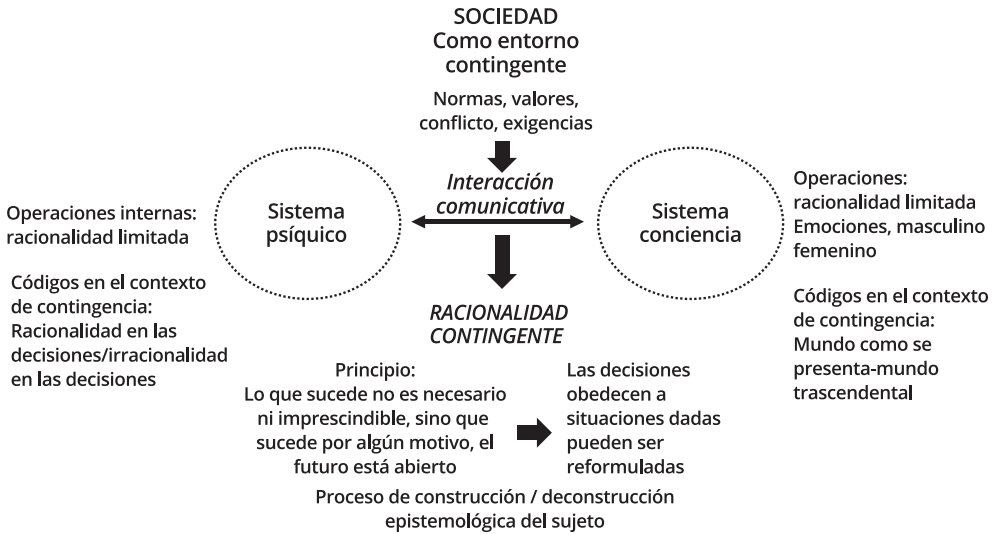 SOCIEDAD
Como entorno
contingente
Normas, valores,
conflicto, exigencias
Interacción
comunicativa
Sistema
psíquico
Sistema
conciencia
Operaciones internas:
racionalidad limitada
Códigos en el contexto
de contingencia:
Racionalidad en las
decisiones/irracionalidad
en las decisiones
Operaciones:
racionalidad limitada
Emociones, masculino
femenino
Códigos en el contexto
de contingencia:
Mundo como se
presenta-mundo
trascendental
RACIONALIDAD
CONTINGENTE
Principio:
Lo que sucede no es necesario
ni imprescindible, sino que
sucede por algún motivo, el
futuro está abierto
Las decisiones
obedecen a
situaciones dadas
pueden ser
reformuladas
Proceso de construcción / deconstrucción
epistemológica del sujeto